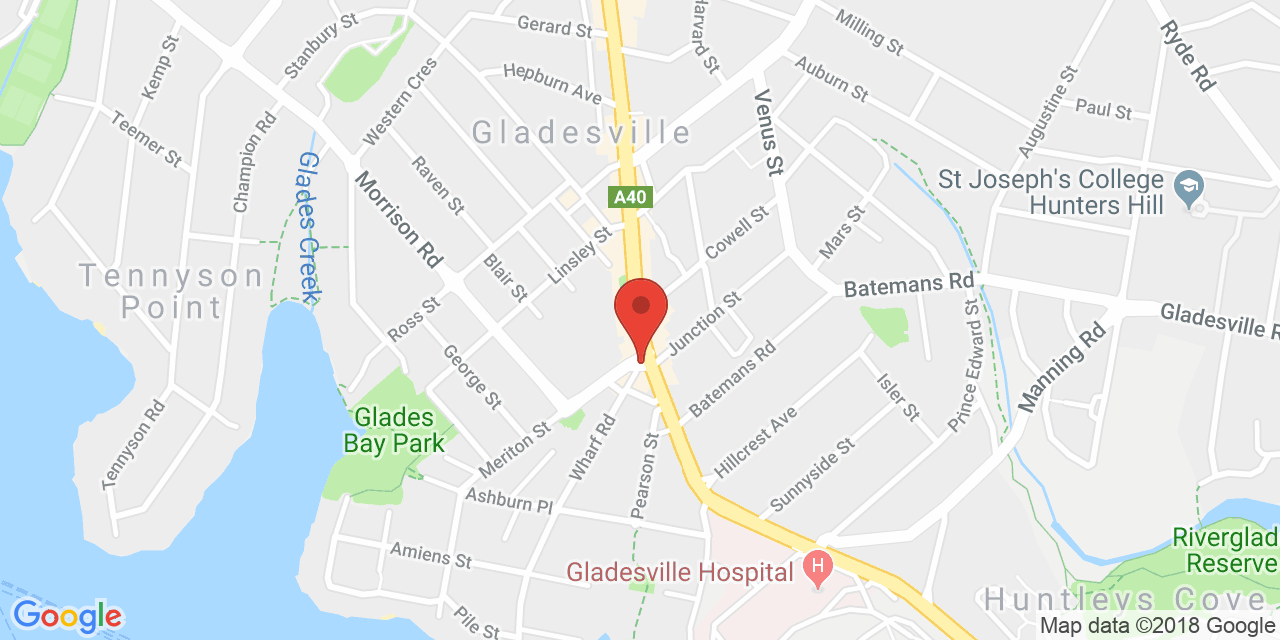 Gerard St
Milling St
Stanbury St
Harvard St
Ryde Rd
Kemp St
Western Cres
Hepburn Ave
Auburn St
Augustine St
Paul St
Venus St
Teemer St
Champion Rd
Gladesville
Glades Creek
Raven St
Morrison Rd
A40
St Joseph's College
Hunters Hill
Cowell St
Mars St
Linsley St
Blair St
Tennyson
Point
Batemans Rd
Ross St
Junction St
Prince Edward St
Gladesville R
Manning Rd
George St
Batemans Rd
Isler St
Tennyson Rd
Glades
Bay Park
Meriton St
Wharf Rd
Pearson St
Hillcrest Ave
Sunnyside St
Ashburn Pl
Amiens St
Gladesville Hospital
H
Riverglad
Reserve
Huntleys Cove
Pile St
Google
Map data ©2018 Google